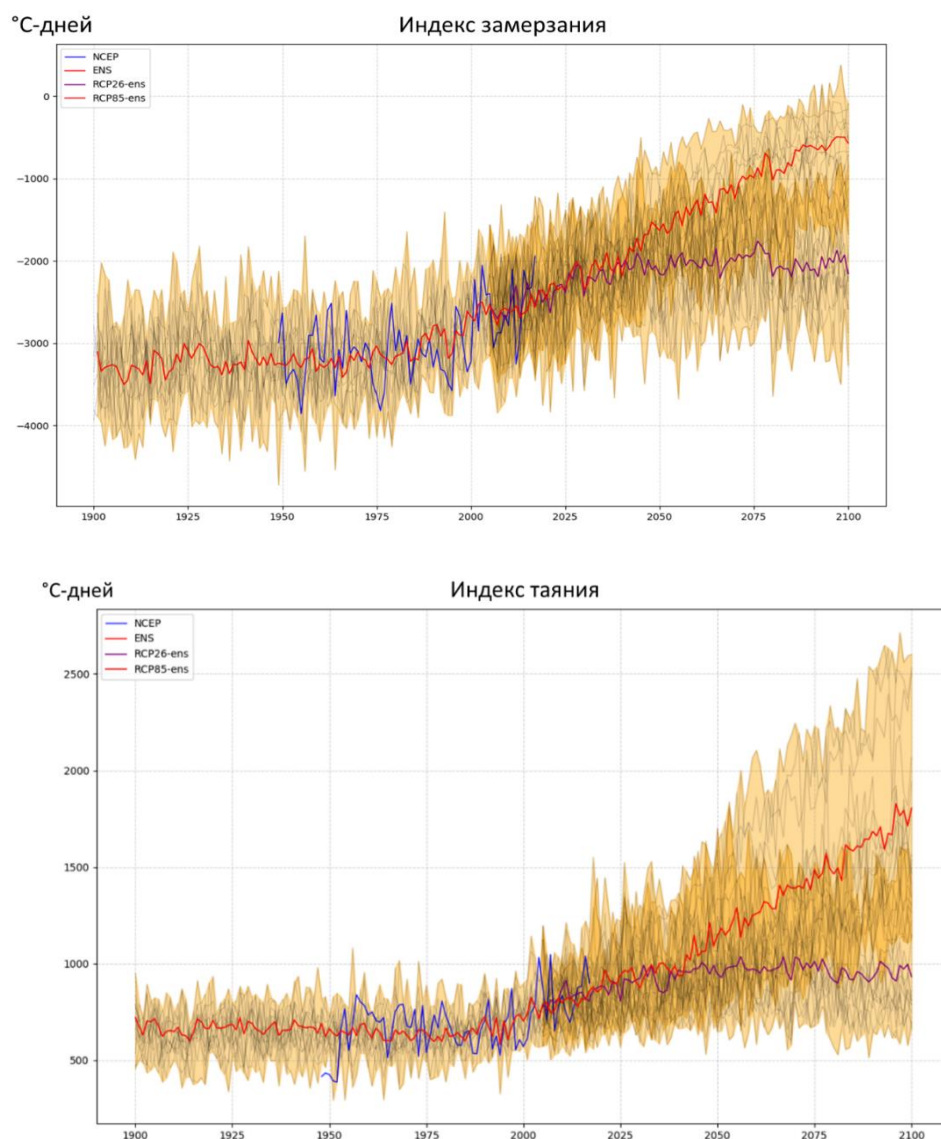 °С-дней Индекс замерзания
NCEP
ENS
RCP26-ens
RCP85-ens
0
−1000
−2000
−3000
−4000
1900 1925 1950 1975 2000 2025 2050 2075 2100
°С-дней Индекс таяния
NCEP
ENS
RCP26-ens
RCP85-ens
2500
2000
1500
1000
500
1900 1925 1950 1975 2000 2025 2050 2075 2100